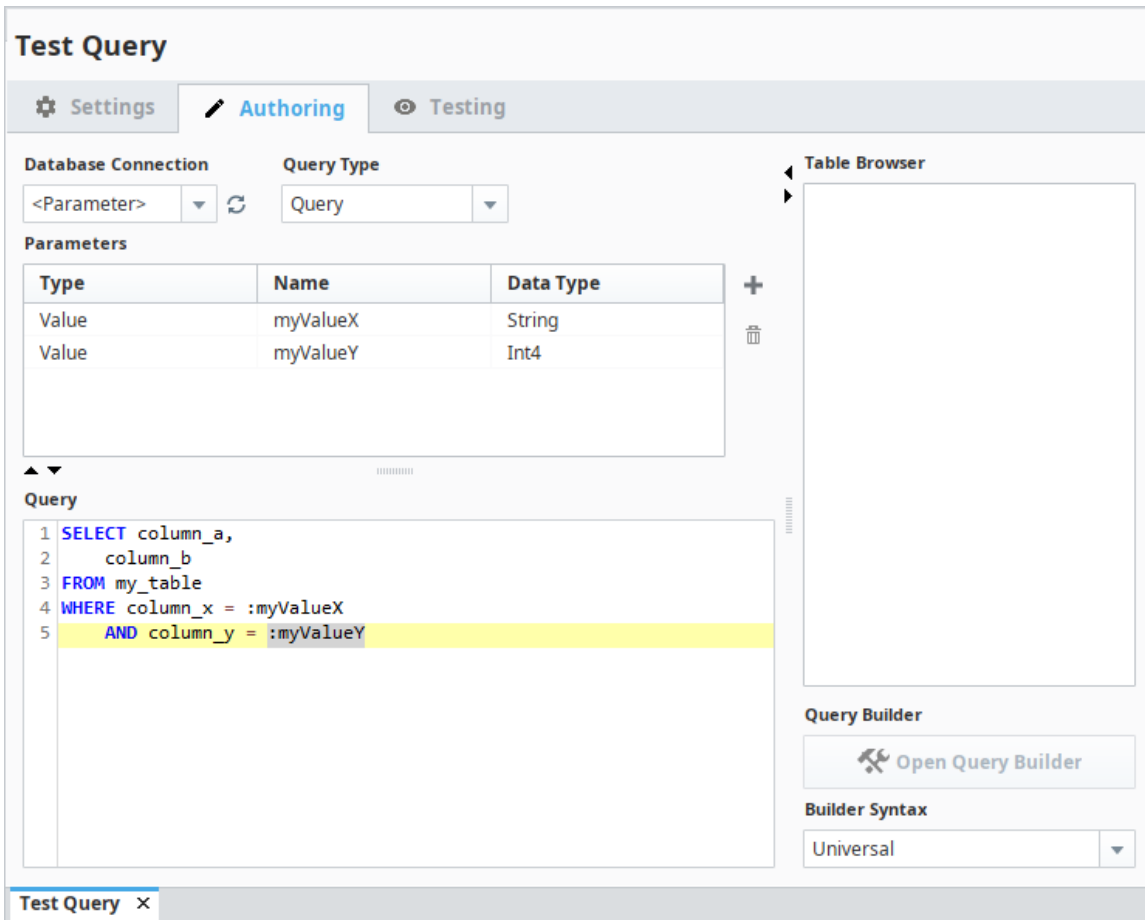 Test Query
Settings
Authoring
Testing
Database Connection
Query Type
<Parameter>
Query
Parameters
Type Name Data Type
Value myValueX String
Value myValueY Int4
Query
1 SELECT column_a,
2 column_b
3 FROM my_table
4 WHERE column_x = :myValueX
5 AND column_y = :myValueY
Table Browser
Query Builder
Open Query Builder
Builder Syntax
Universal
Test Query ×